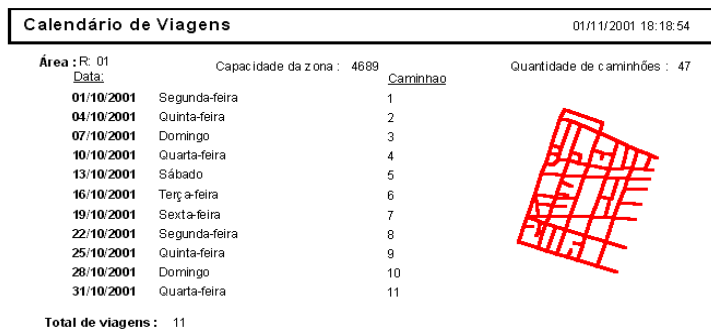 Calendário de Viagens 01/11/2001 18:18:54
Área : R: 01 Capacidade da zona : 4689 Quantidade de caminhões : 47
Data: Caminhao
01/10/2001 Segunda-feira 1
04/10/2001 Quinta-feira 2
07/10/2001 Domingo 3
10/10/2001 Quarta-feira 4
13/10/2001 Sábado 5
16/10/2001 Terça-feira 6
19/10/2001 Sexta-feira 7
22/10/2001 Segunda-feira 8
25/10/2001 Quinta-feira 9
28/10/2001 Domingo 10
31/10/2001 Quarta-feira 11
Total de viagens : 11